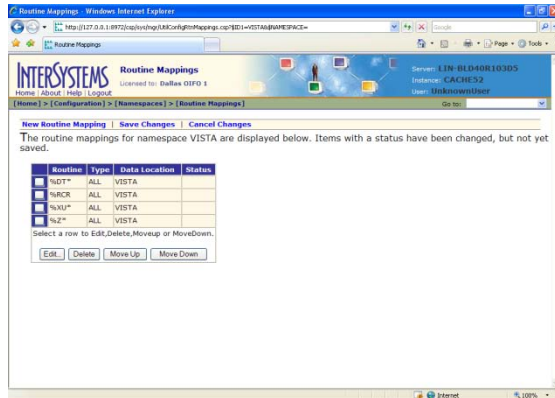 Routine Mappings - Windows Internet Explorer
http://127.0.0.1:8972/csp/sys/mgr/UtilConfigRtnMappings.csp?$ID1=VISTA&$NAMESPACE=
Google
Routine Mappings
Page Tools
INTERSYSTEMS
Home | About | Help | Logout
Routine Mappings
Licensed to: Dallas OIFO 1
Server: LIN-BLD40R103D5
Instance: CACHE52
User: UnknownUser
[Home] > [Configuration] > [Namespaces] > [Routine Mappings]
Go to:
New Routine Mapping | Save Changes | Cancel Changes
The routine mappings for namespace VISTA are displayed below. Items with a status have been changed, but not yet
saved.
Routine Type Data Location Status
%DT* ALL VISTA
%RCR ALL VISTA
%XU* ALL VISTA
%Z* ALL VISTA
Select a row to Edit,Delete,Moveup or MoveDown.
Edit.. Delete Move Up Move Down
Internet 100%